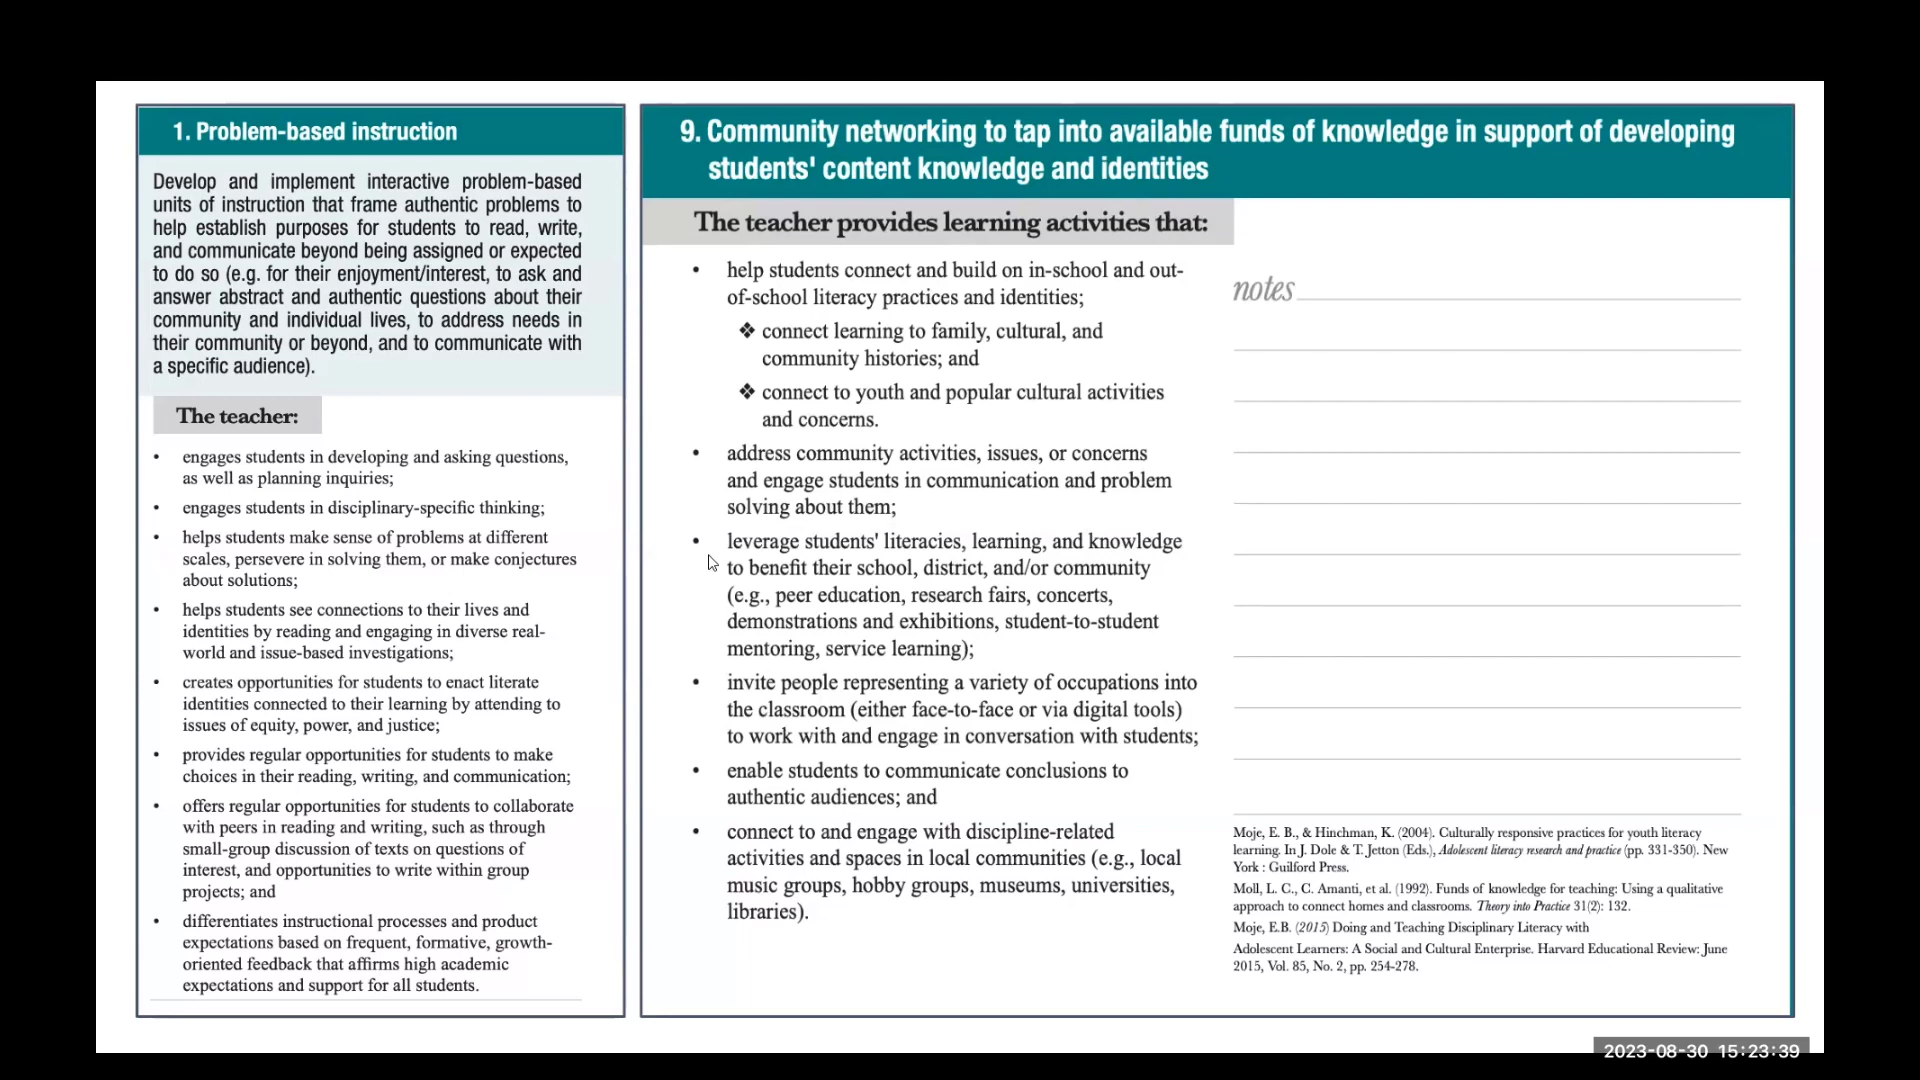 1. Problem-based instruction
Develop and implement interactive problem-based
units of instruction that frame authentic problems to
help establish purposes for students to read, write,
and communicate beyond being assigned or expected
to do so (e.g. for their enjoyment/interest, to ask and
answer abstract and authentic questions about their
community and individual lives, to address needs in
their community or beyond, and to communicate with
a specific audience).
The teacher:
• engages students in developing and asking questions,
as well as planning inquiries;
• engages students in disciplinary-specific thinking;
• helps students make sense of problems at different
scales, persevere in solving them, or make conjectures
about solutions;
• helps students see connections to their lives and
identities by reading and engaging in diverse real-
world and issue-based investigations;
• creates opportunities for students to enact literate
identities connected to their learning by attending to
issues of equity, power, and justice;
• provides regular opportunities for students to make
choices in their reading, writing, and communication;
• offers regular opportunities for students to collaborate
with peers in reading and writing, such as through
small-group discussion of texts on questions of
interest, and opportunities to write within group
projects; and
• differentiates instructional processes and product
expectations based on frequent, formative, growth-
oriented feedback that affirms high academic
expectations and support for all students.
9. Community networking to tap into available funds of knowledge in support of developing
students' content knowledge and identities
The teacher provides learning activities that:
• help students connect and build on in-school and out-
of-school literacy practices and identities;
❖ connect learning to family, cultural, and
community histories; and
❖ connect to youth and popular cultural activities
and concerns.
• address community activities, issues, or concerns
and engage students in communication and problem
solving about them;
• leverage students' literacies, learning, and knowledge
to benefit their school, district, and/or community
(e.g., peer education, research fairs, concerts,
demonstrations and exhibitions, student-to-student
mentoring, service learning);
• invite people representing a variety of occupations into
the classroom (either face-to-face or via digital tools)
to work with and engage in conversation with students;
• enable students to communicate conclusions to
authentic audiences; and
• connect to and engage with discipline-related
activities and spaces in local communities (e.g., local
music groups, hobby groups, museums, universities,
libraries).
notes
Moje, E. B., & Hinchman, K. (2004). Culturally responsive practices for youth literacy
learning. In J. Dole & T. Jetton (Eds.), Adolescent literacy research and practice (pp. 331-350). New
York : Guilford Press.
Moll, L. C., C. Amanti, et al. (1992). Funds of knowledge for teaching: Using a qualitative
approach to connect homes and classrooms. Theory into Practice 31(2): 132.
Moje, E.B. (2015) Doing and Teaching Disciplinary Literacy with
Adolescent Learners: A Social and Cultural Enterprise. Harvard Educational Review: June
2015, Vol. 85, No. 2, pp. 254-278.
2023-08-30 15:23:39